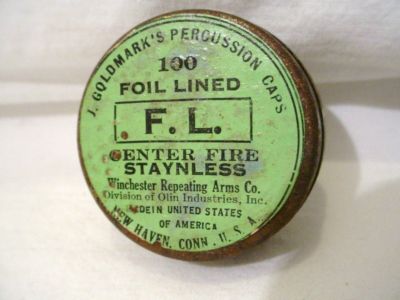 J. GOLDMARK'S PERCUSSION CAPS
100
FOIL LINED
F. L.
CENTER FIRE
STAYNLESS
Winchester Repeating Arms Co.
Division of Olin Industries, Inc.
MADE IN UNITED STATES
OF AMERICA
NEW HAVEN, CONN. U. S. A.